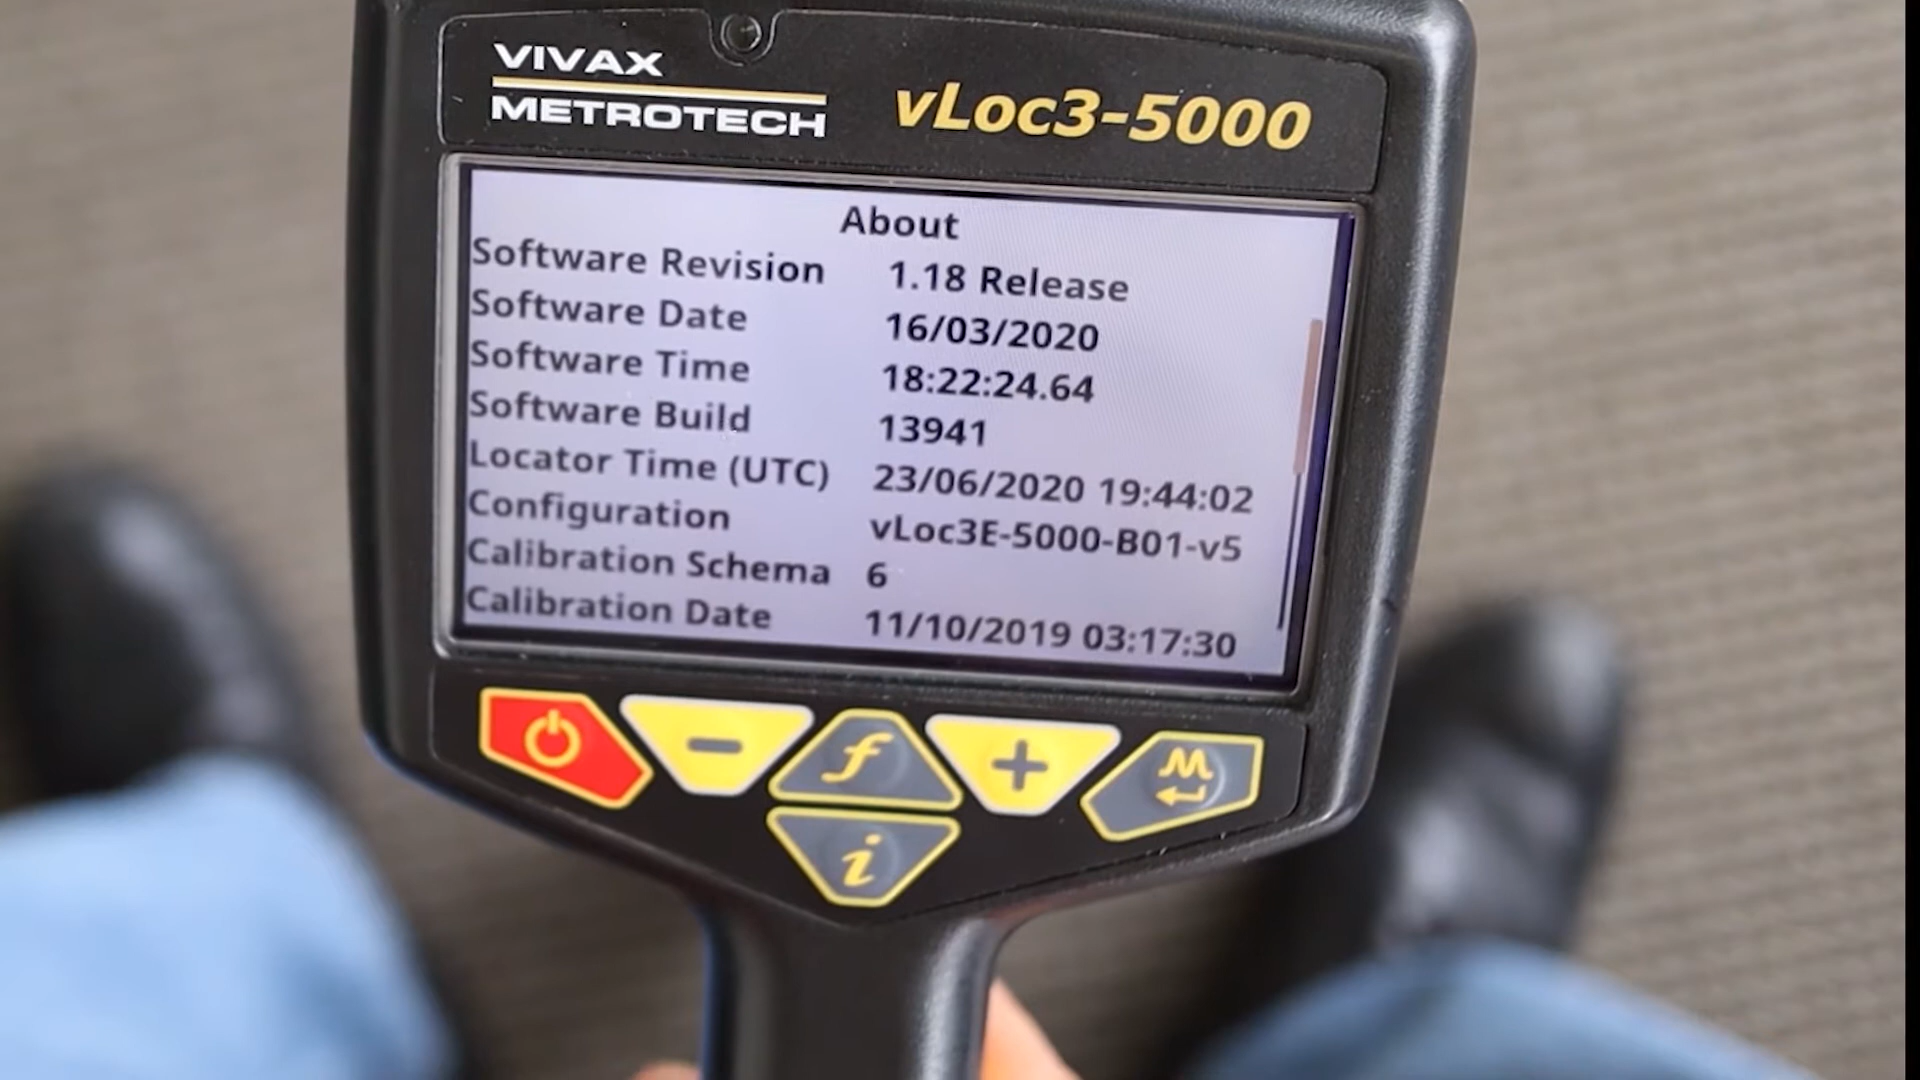 VIVAX
METROTECH
vLoc3-5000
About
Software Revision 1.18 Release
Software Date 16/03/2020
Software Time 18:22:24.64
Software Build 13941
Locator Time (UTC) 23/06/2020 19:44:02
Configuration vLoc3E-5000-B01-v5
Calibration Schema 6
Calibration Date 11/10/2019 03:17:30
f
i